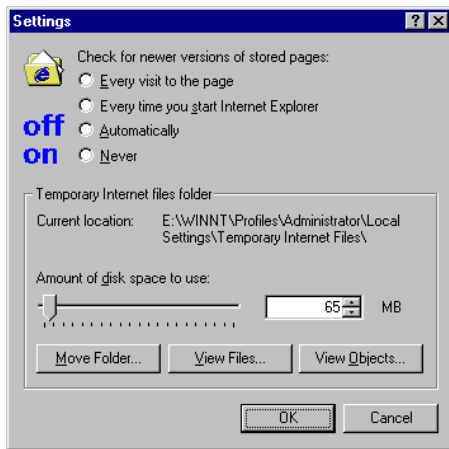 Settings
Check for newer versions of stored pages:
Every visit to the page
Every time you start Internet Explorer
off Automatically
on Never
Temporary Internet files folder
Current location: E:\WINNT\Profiles\Administrator\Local
Settings\Temporary Internet Files\
Amount of disk space to use:
65 MB
Move Folder... View Files... View Objects...
OK Cancel